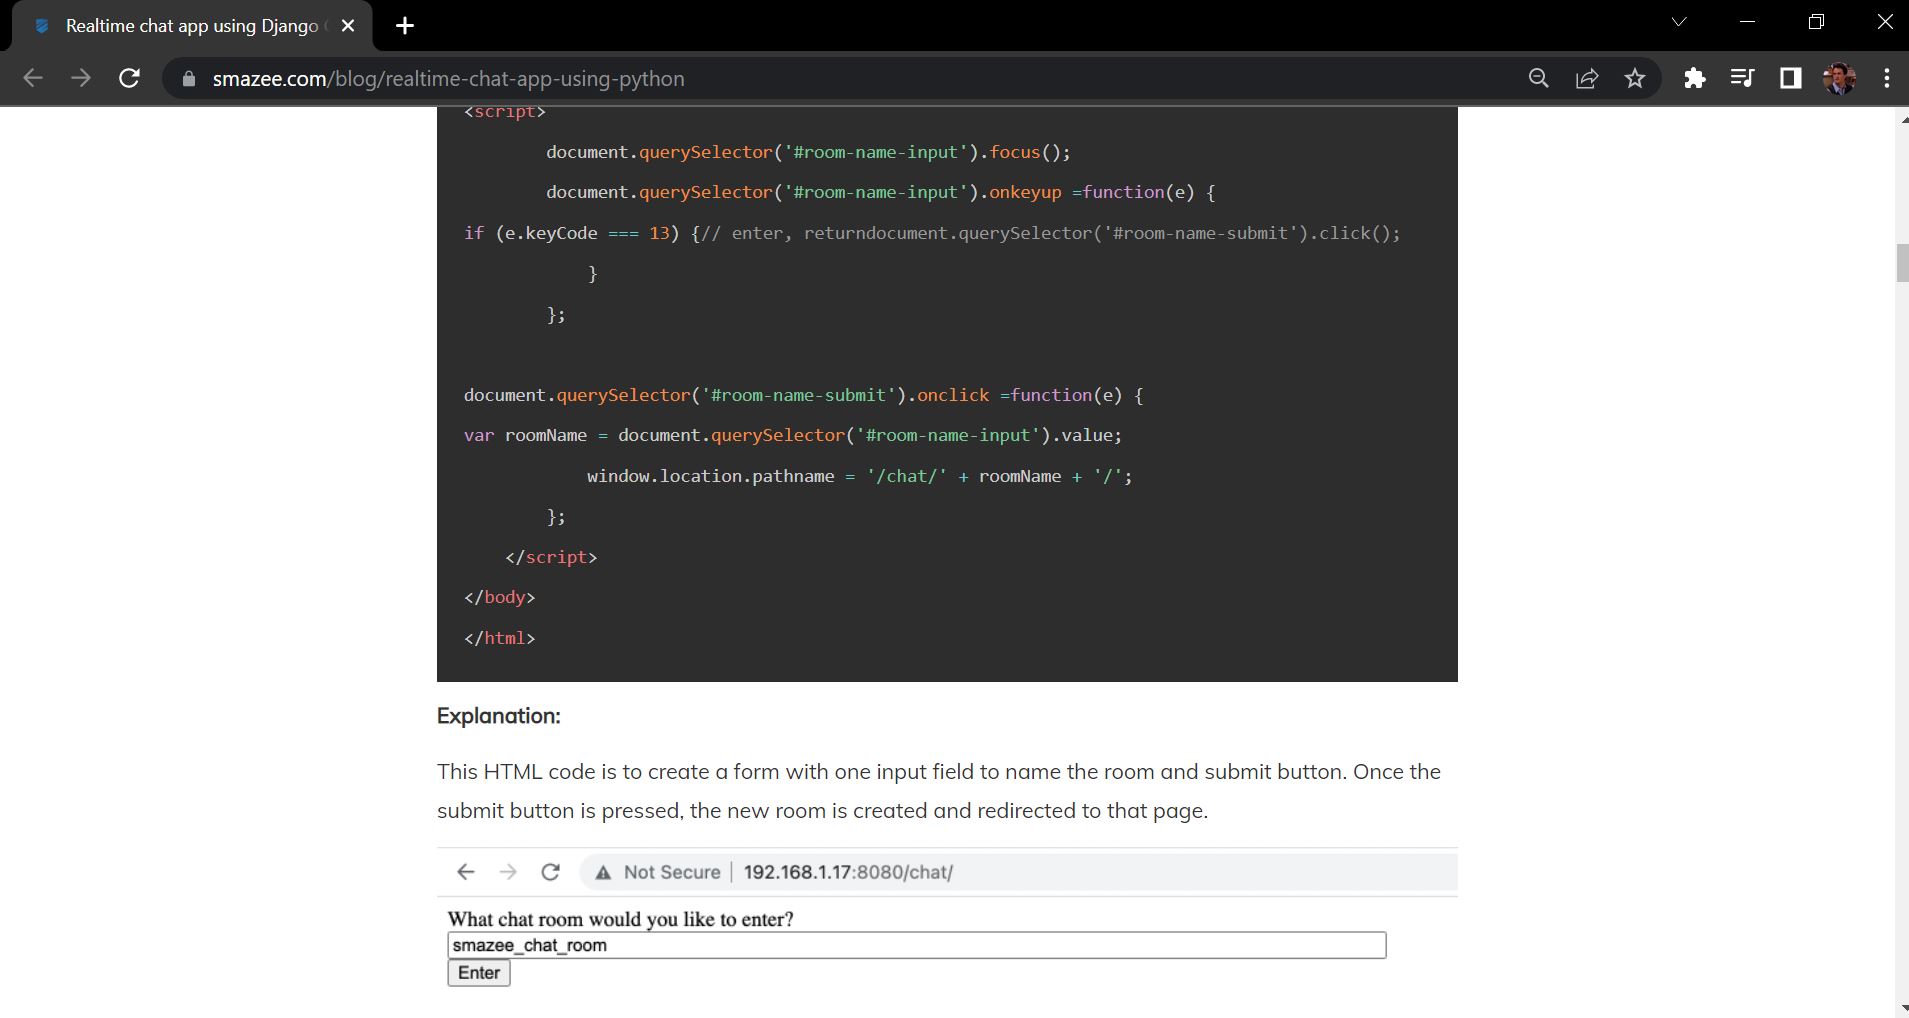 Realtime chat app using Django
smazee.com/blog/realtime-chat-app-using-python
<script>
document.querySelector('#room-name-input').focus();
document.querySelector('#room-name-input').onkeyup =function(e) {
if (e.keyCode === 13) {// enter, returndocument.querySelector('#room-name-submit').click();
}
};
document.querySelector('#room-name-submit').onclick =function(e) {
var roomName = document.querySelector('#room-name-input').value;
window.location.pathname = '/chat/' + roomName + '/';
};
</script>
</body>
</html>
Explanation:
This HTML code is to create a form with one input field to name the room and submit button. Once the
submit button is pressed, the new room is created and redirected to that page.
Not Secure | 192.168.1.17:8080/chat/
What chat room would you like to enter?
smazee_chat_room
Enter